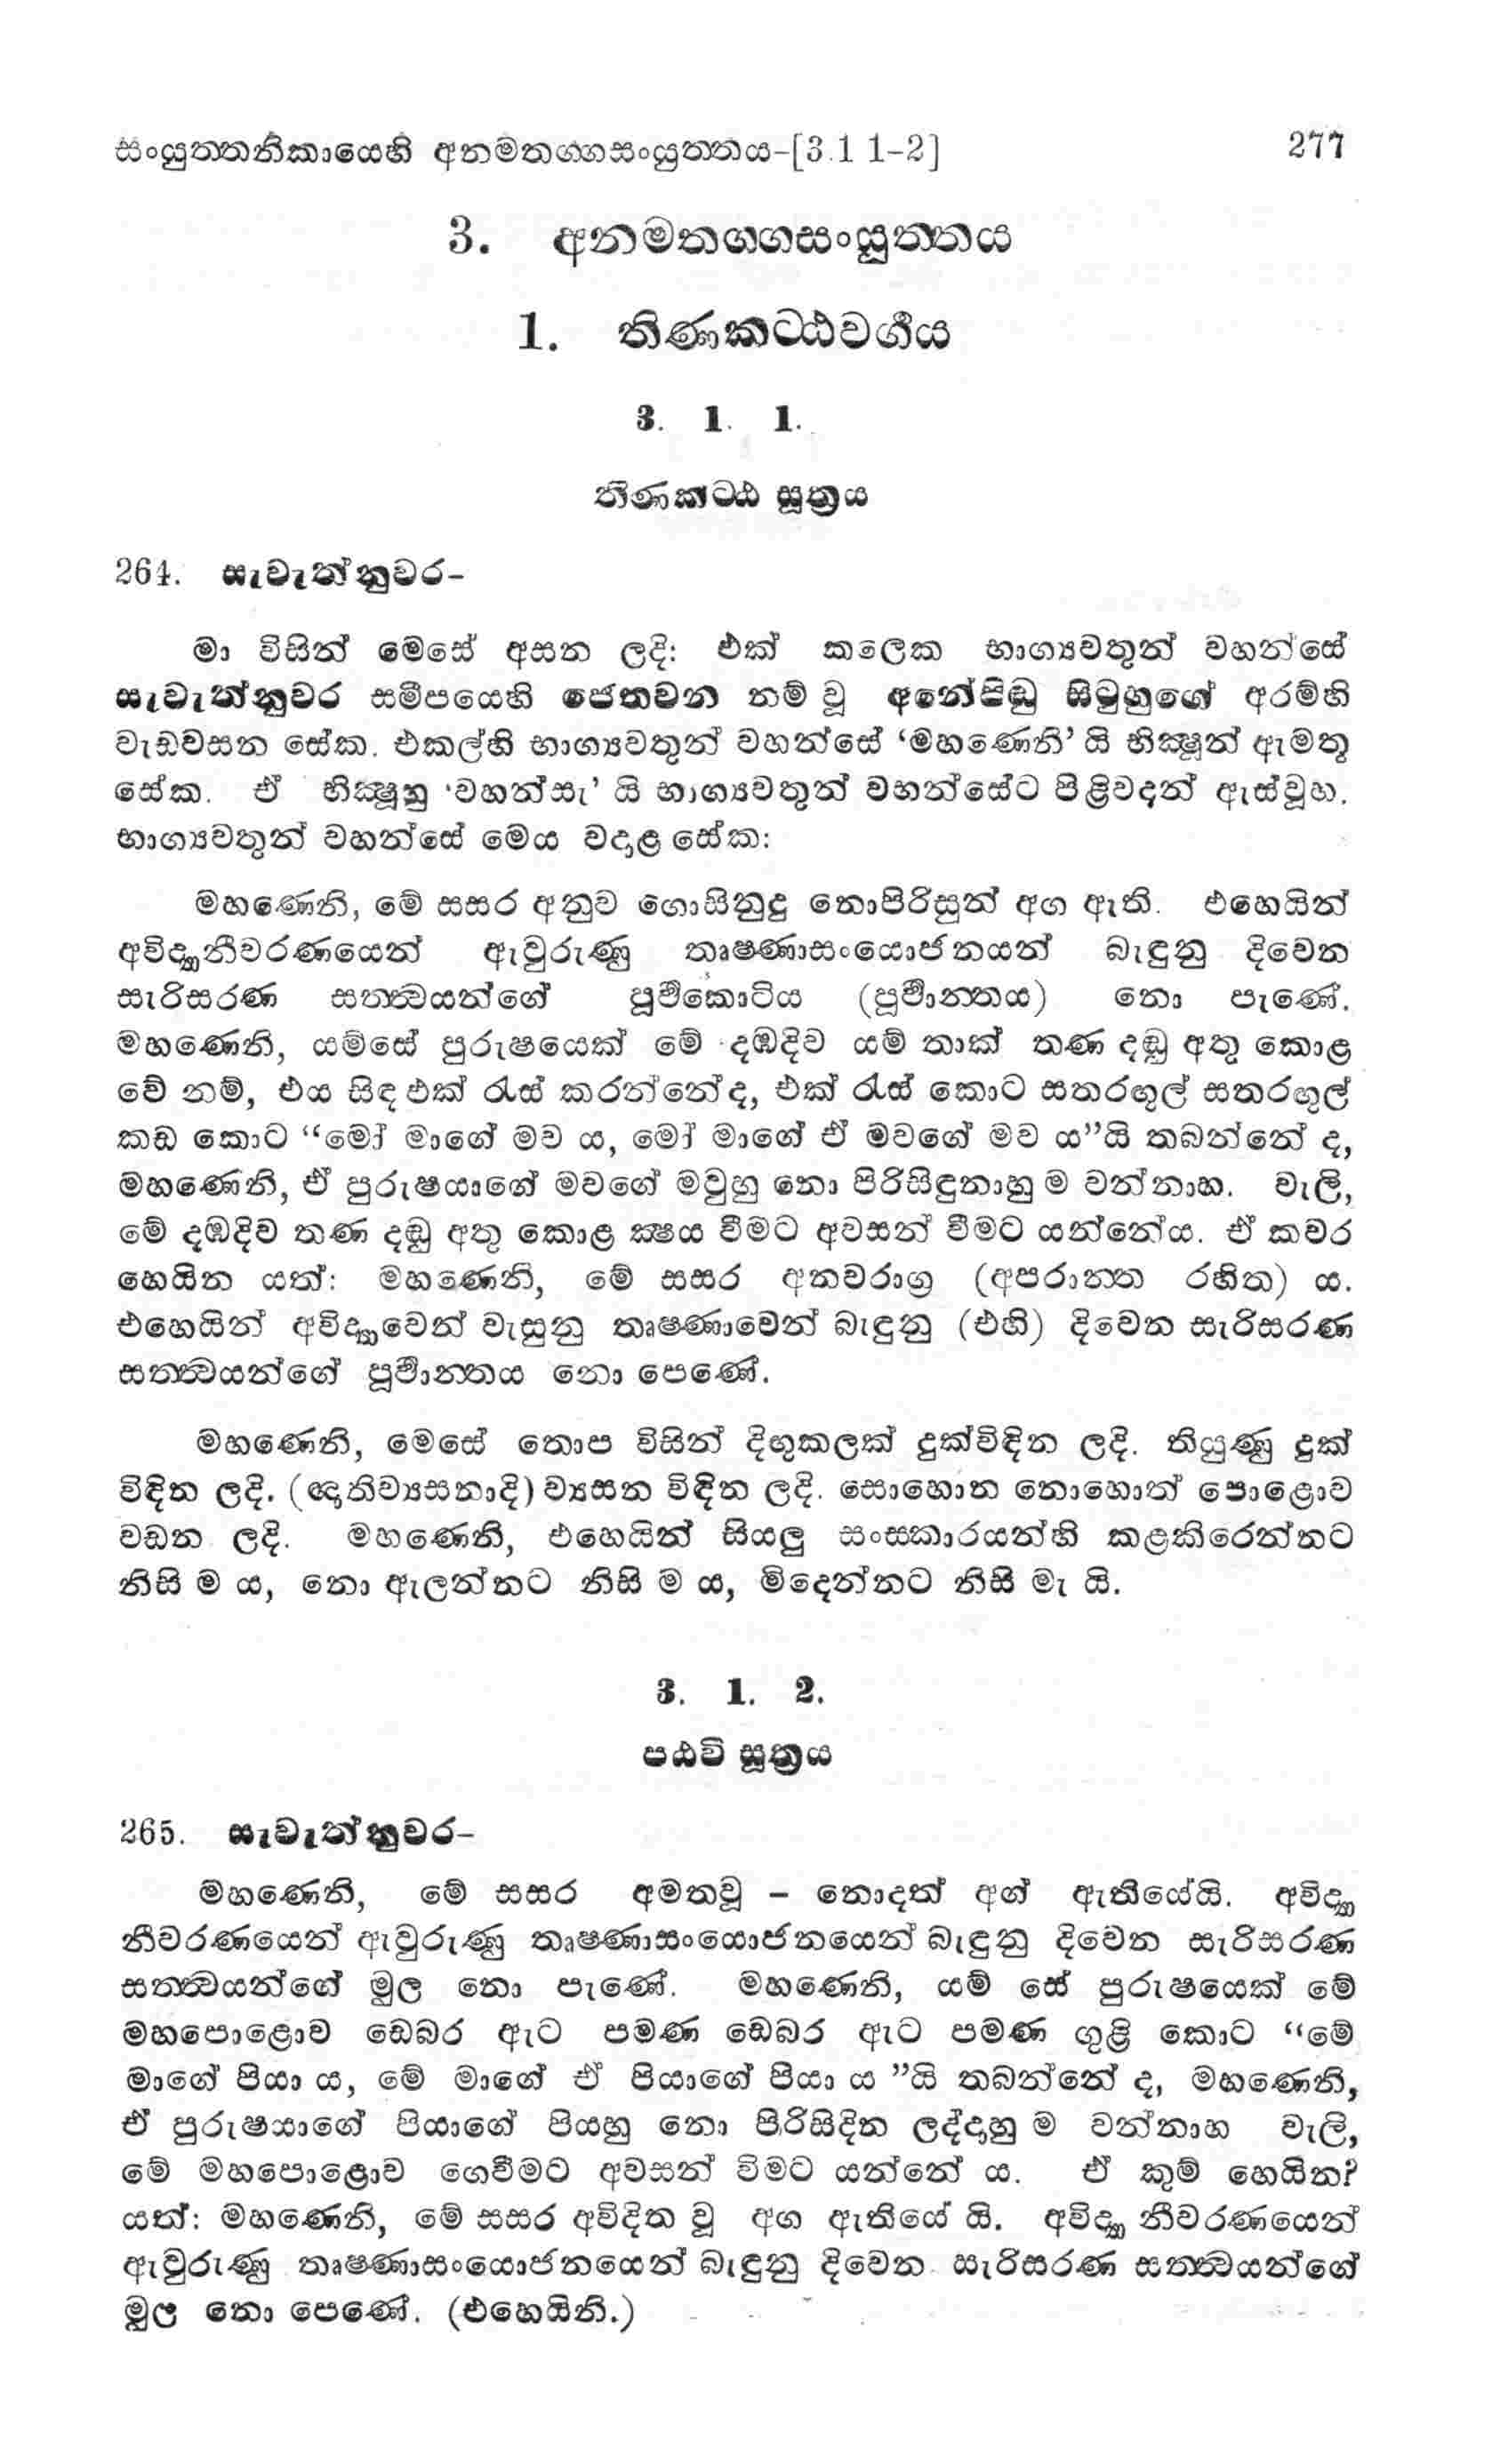 සංයුත්තනිකායෙහි අනමතග්ගසංයුත්තය-[3.1 1-2] 277
3. අනමතග්ගසංයුත්තය
1. තිණකට්ඨවර්ගය
3. 1. 1.
තිණකට්ඨ සූත්‍රය
264. සැවැත්නුවර-
මා විසින් මෙසේ අසන ලදි: එක් කලෙක භාග්‍යවතුන් වහන්සේ
සැවැත්නුවර සමීපයෙහි ජෙතවන නම් වූ අනේපිඬු සිටුහුගේ අරම්හි
වැඩවසන සේක. එකල්හි භාග්‍යවතුන් වහන්සේ ‘මහණෙනි’ යි භික්‍ෂූන් ඇමතූ
සේක. ඒ භික්‍ෂූහු ‘වහන්සැ’ යි භාග්‍යවතුන් වහන්සේට පිළිවදන් ඇස්වූහ.
භාග්‍යවතුන් වහන්සේ මෙය වදාළ සේක:
මහණෙනි, මේ සසර අනුව ගොසිනුදු නොපිරිසුන් අග ඇති. එහෙයින්
අවිද්‍යානීවරණයෙන් ඇවුරුණු තෘෂ්ණාසංයොජනයන් බැඳුනු දිවෙන
සැරිසරණ සත්ත්‍වයන්ගේ පූර්‍වකොටිය (පූර්‍වාන්තය) නො පැණේ.
මහණෙනි, යම්සේ පුරුෂයෙක් මේ දඹදිව යම් තාක් තණ දඬු අතු කොළ
වේ නම්, එය සිඳ එක් රැස් කරන්නේද, එක් රැස් කොට සතරඟුල් සතරඟුල්
කඩ කොට “මෝ මාගේ මව ය, මෝ මාගේ ඒ මවගේ මව ය”යි තබන්නේ ද,
මහණෙනි, ඒ පුරුෂයාගේ මවගේ මවුහු නො පිරිසිඳුනාහු ම වන්නාහ. වැලි,
මේ දඹදිව තණ දඬු අතු කොළ ක්‍ෂය වීමට අවසන් වීමට යන්නේය. ඒ කවර
හෙයින යත්: මහණෙනි, මේ සසර අනවරාග්‍ර (අපරාන්ත රහිත) ය.
එහෙයින් අවිද්‍යාවෙන් වැසුනු තෘෂ්ණාවෙන් බැඳුනු (එහි) දිවෙන සැරිසරණ
සත්ත්‍වයන්ගේ පූර්‍වාන්තය නො පෙණේ.
මහණෙනි, මෙසේ තොප විසින් දිගුකලක් දුක්විඳින ලදි. තියුණු දුක්
විඳින ලදි. (ඥාතිව්‍යසනාදි) ව්‍යසන විඳින ලදි. සොහොන නොහොත් පොළොව
වඩන ලදි. මහණෙනි, එහෙයින් සියලු සංස්කාරයන්හි කළකිරෙන්නට
නිසි ම ය, නො ඇලන්නට නිසි ම ය, මිදෙන්නට නිසි මැ යි.
3. 1. 2.
පඨවි සූත්‍රය
265. සැවැත්නුවර-
මහණෙනි, මේ සසර අමතවූ – නොදත් අග් ඇතියේයි. අවිද්‍යා
නීවරණයෙන් ඇවුරුණු තෘෂ්ණාසංයොජනයෙන් බැඳුනු දිවෙන සැරිසරණ
සත්ත්‍වයන්ගේ මුල නො පැණේ. මහණෙනි, යම් සේ පුරුෂයෙක් මේ
මහපොළොව ඩෙබර ඇට පමණ ඩෙබර ඇට පමණ ගුළි කොට “මේ
මාගේ පියා ය, මේ මාගේ ඒ පියාගේ පියා ය ”යි තබන්නේ ද, මහණෙනි,
ඒ පුරුෂයාගේ පියාගේ පියහු නො පිරිසිදින ලද්දාහු ම වන්නාහ වැලි,
මේ මහපොළොව ගෙවීමට අවසන් විමට යන්නේ ය. ඒ කුම් හෙයින?
යත්: මහණෙනි, මේ සසර අවිදිත වූ අග ඇතියේ යි. අවිද්‍යා නීවරණයෙන්
ඇවුරුණු තෘෂ්ණාසංයොජනයෙන් බැඳුනු දිවෙන සැරිසරණ සත්ත්‍වයන්ගේ
මුල නො පෙණේ. (එහෙයිනි.)